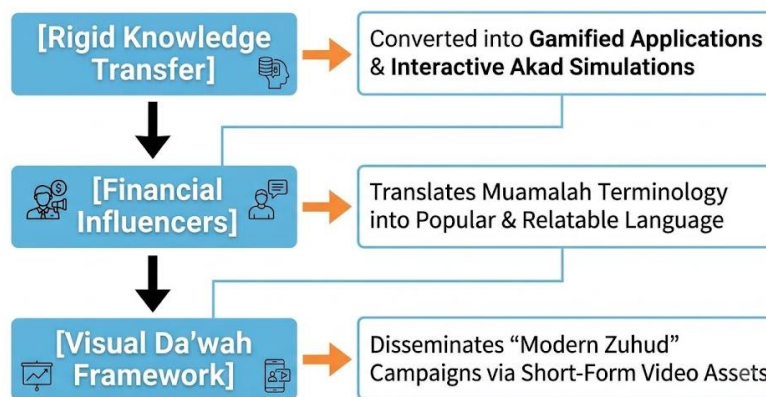 [Rigid Knowledge
Transfer]
Converted into Gamified Applications
& Interactive Akad Simulations
[Financial
Influencers]
Translates Muamalah Terminology
into Popular & Relatable Language
[Visual Da’wah
Framework]
Disseminates “Modern Zuhud”
Campaigns via Short-Form Video Assets